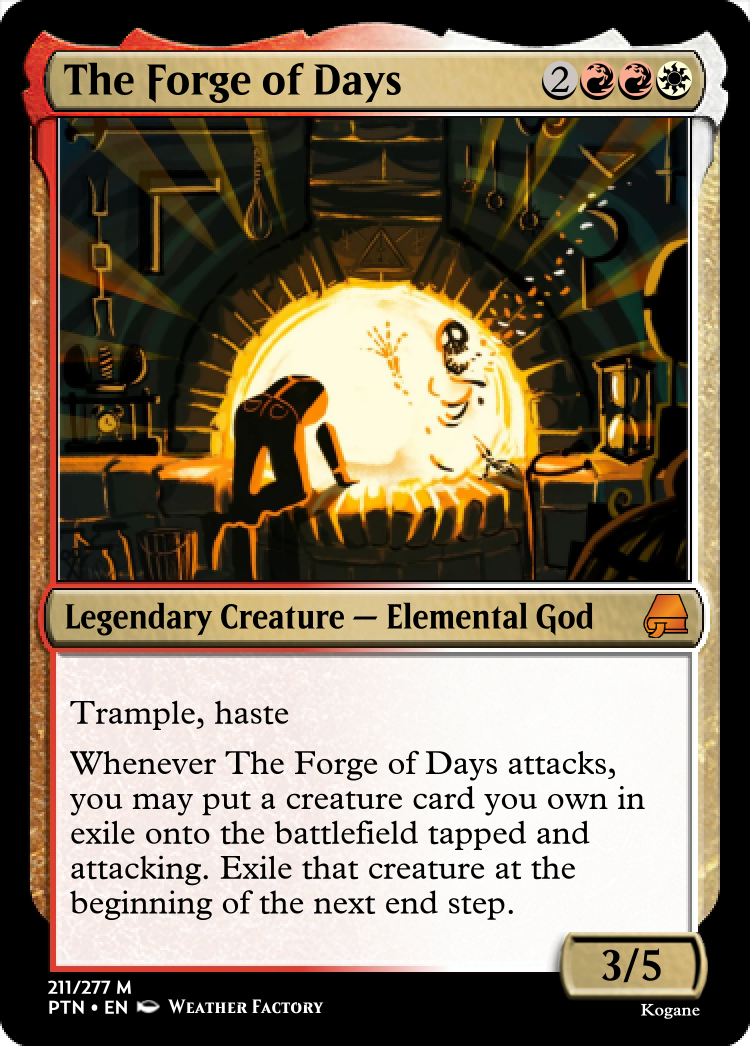 The Forge of Days 2
Legendary Creature — Elemental God
Trample, haste
Whenever The Forge of Days attacks,
you may put a creature card you own in
exile onto the battlefield tapped and
attacking. Exile that creature at the
beginning of the next end step.
3/5
211/277 M
PTN • EN WEATHER FACTORY
Kogane